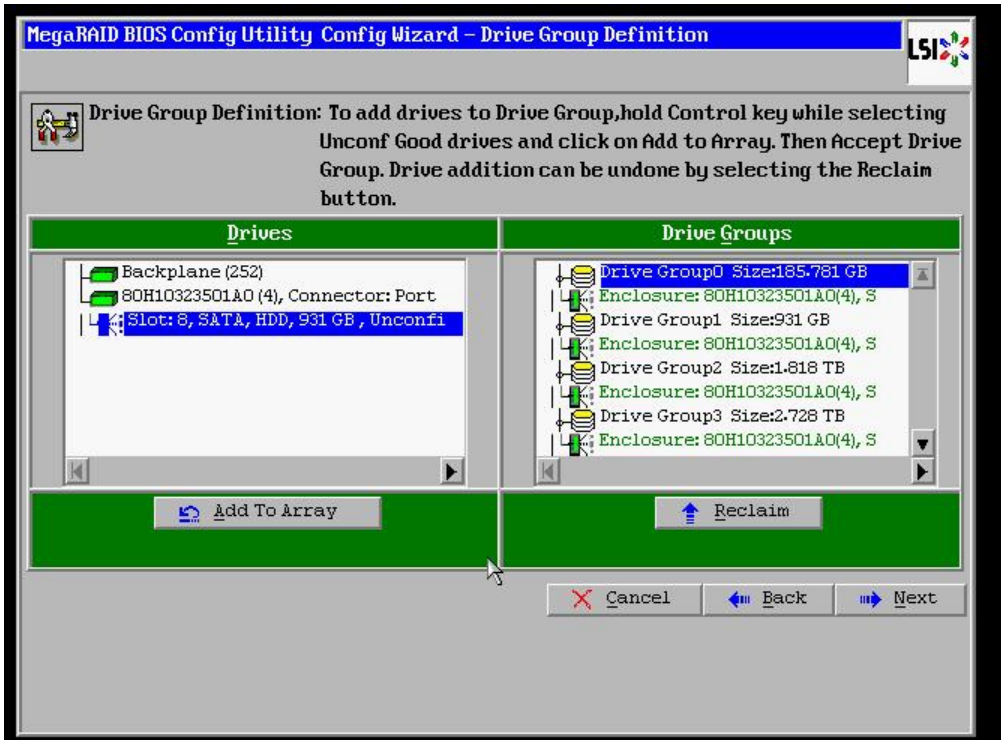 MegaRAID BIOS Config Utility Config Wizard – Drive Group Definition
LSI
Drive Group Definition: To add drives to Drive Group,hold Control key while selecting
Unconf Good drives and click on Add to Array. Then Accept Drive
Group. Drive addition can be undone by selecting the Reclaim
button.
Drives
Backplane (252)
80H10323501A0 (4), Connector: Port
Slot: 8, SATA, HDD, 931 GB , Unconfi
Add To Array
Drive Groups
Drive Group0 Size:185.781 GB
Enclosure: 80H10323501A0(4), S
Drive Group1 Size:931 GB
Enclosure: 80H10323501A0(4), S
Drive Group2 Size:1.818 TB
Enclosure: 80H10323501A0(4), S
Drive Group3 Size:2.728 TB
Enclosure: 80H10323501A0(4), S
Reclaim
Cancel
Back
Next